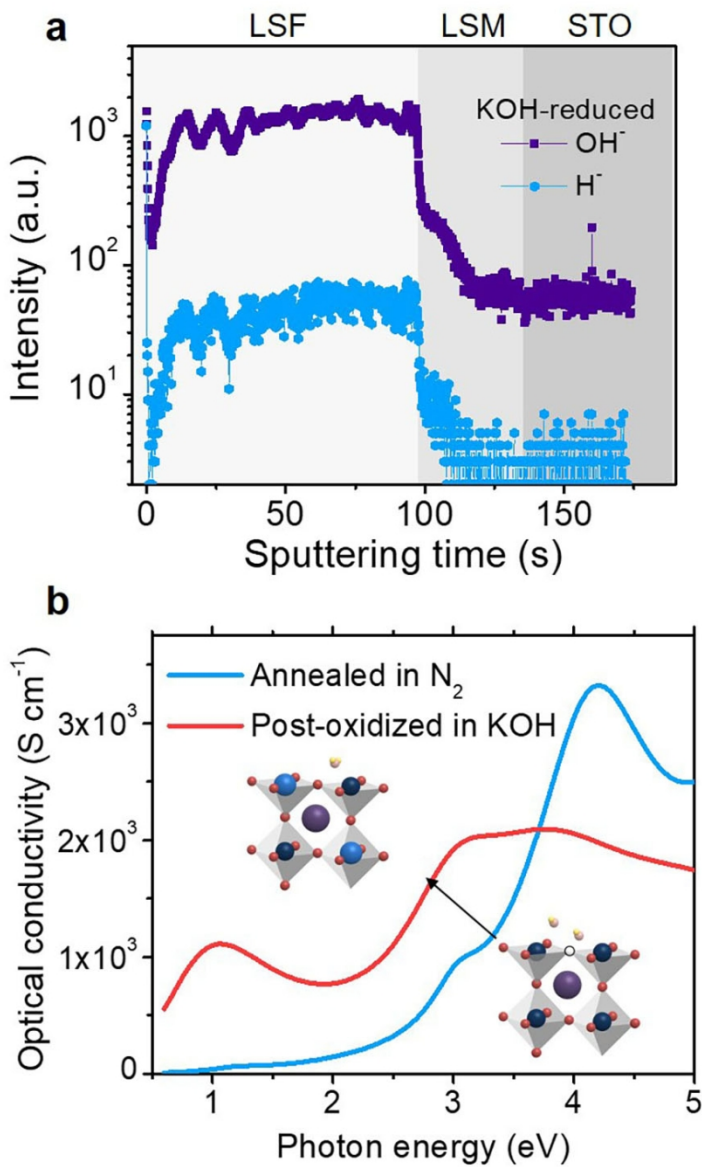 a
LSF LSM STO
KOH-reduced
OH⁻
H⁻
10³
10²
10¹
Intensity (a.u.)
0 50 100 150
Sputtering time (s)
b
Annealed in N₂
Post-oxidized in KOH
3x10³
2x10³
1x10³
0
Optical conductivity (S cm⁻¹)
1 2 3 4 5
Photon energy (eV)